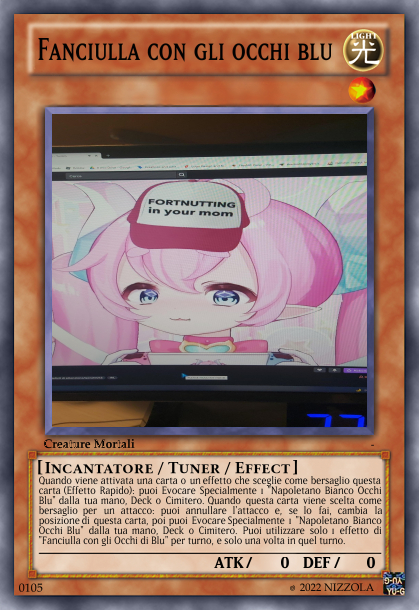 Fanciulla con gli occhi blu
LIGHT
光
FORTNUTTING
in your mom
Creature Mortali
-
[Incantatore / Tuner / Effect]
Quando viene attivata una carta o un effetto che sceglie come bersaglio questa
carta (Effetto Rapido): puoi Evocare Specialmente 1 "Napoletano Bianco Occhi
Blu" dalla tua mano, Deck o Cimitero. Quando questa carta viene scelta come
bersaglio per un attacco: puoi annullare l'attacco e, se lo fai, cambia la
posizione di questa carta, poi puoi Evocare Specialmente 1 "Napoletano Bianco
Occhi Blu" dalla tua mano, Deck o Cimitero. Puoi utilizzare solo 1 effetto di
"Fanciulla con gli Occhi di Blu" per turno, e solo una volta in quel turno.
ATK / 0 DEF / 0
0105
© 2022 NIZZOLA
YU-G